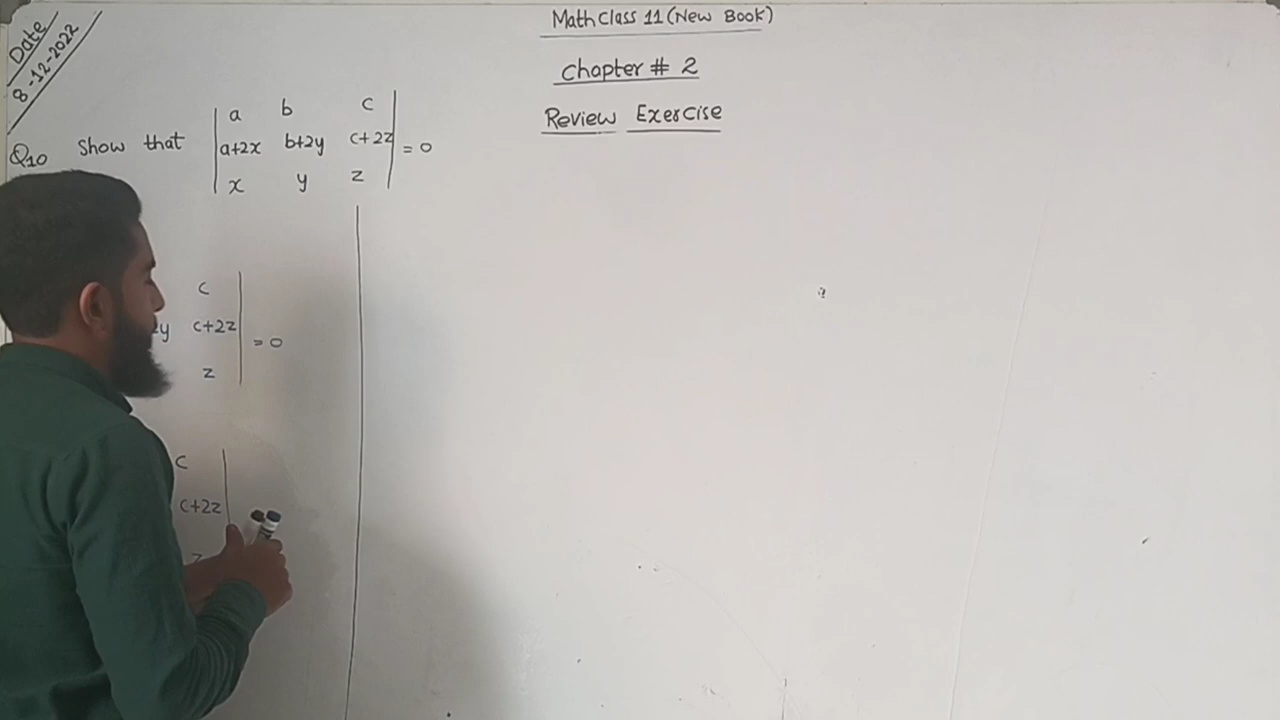 Date
8-12-2022
Math Class 11 (New Book)
Chapter # 2
Review Exercise
Q10 Show that
a b c
a+2x b+2y c+2z = 0
x y z
c
y c+2z = 0
z
c
c+2z
z